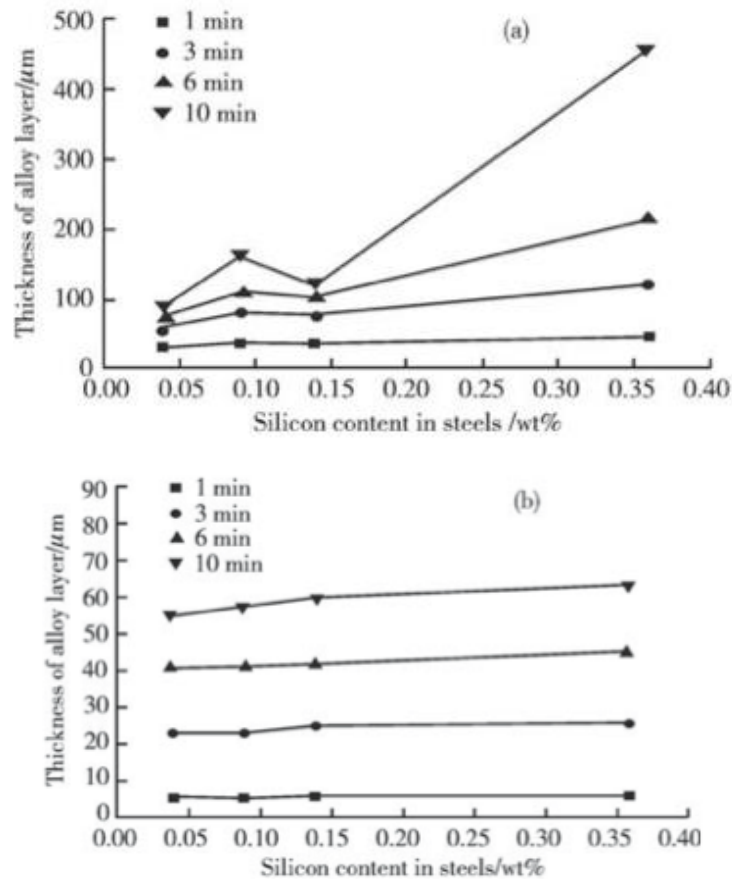 (a)
1 min
3 min
6 min
10 min
Thickness of alloy layer/μm
500
400
300
200
100
0
0.00 0.05 0.10 0.15 0.20 0.25 0.30 0.35 0.40
Silicon content in steels /wt%
(b)
1 min
3 min
6 min
10 min
Thickness of alloy layer/μm
90
80
70
60
50
40
30
20
10
0
0.00 0.05 0.10 0.15 0.20 0.25 0.30 0.35 0.40
Silicon content in steels/wt%